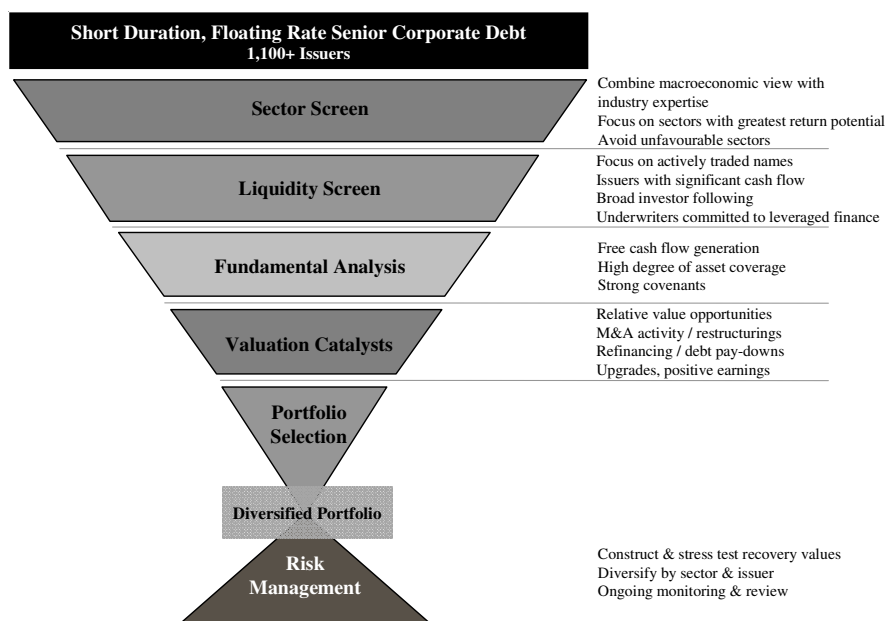 Short Duration, Floating Rate Senior Corporate Debt
1,100+ Issuers
Sector Screen
Combine macroeconomic view with
industry expertise
Focus on sectors with greatest return potential
Avoid unfavourable sectors
Liquidity Screen
Focus on actively traded names
Issuers with significant cash flow
Broad investor following
Underwriters committed to leveraged finance
Fundamental Analysis
Free cash flow generation
High degree of asset coverage
Strong covenants
Valuation Catalysts
Relative value opportunities
M&A activity / restructurings
Refinancing / debt pay-downs
Upgrades, positive earnings
Portfolio
Selection
Diversified Portfolio
Risk
Management
Construct & stress test recovery values
Diversify by sector & issuer
Ongoing monitoring & review